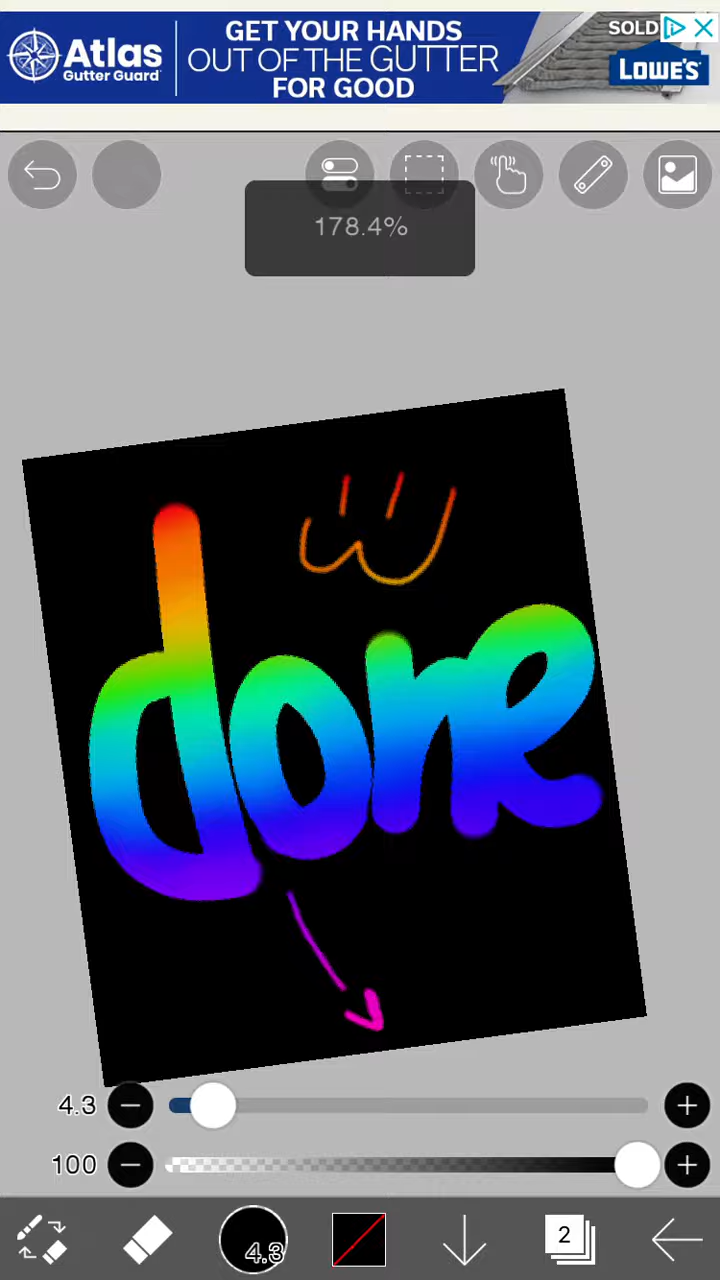 Atlas
Gutter Guard
GET YOUR HANDS
OUT OF THE GUTTER
FOR GOOD
SOLD
LOWE'S
178.4%
done
4.3
100
4.3
2